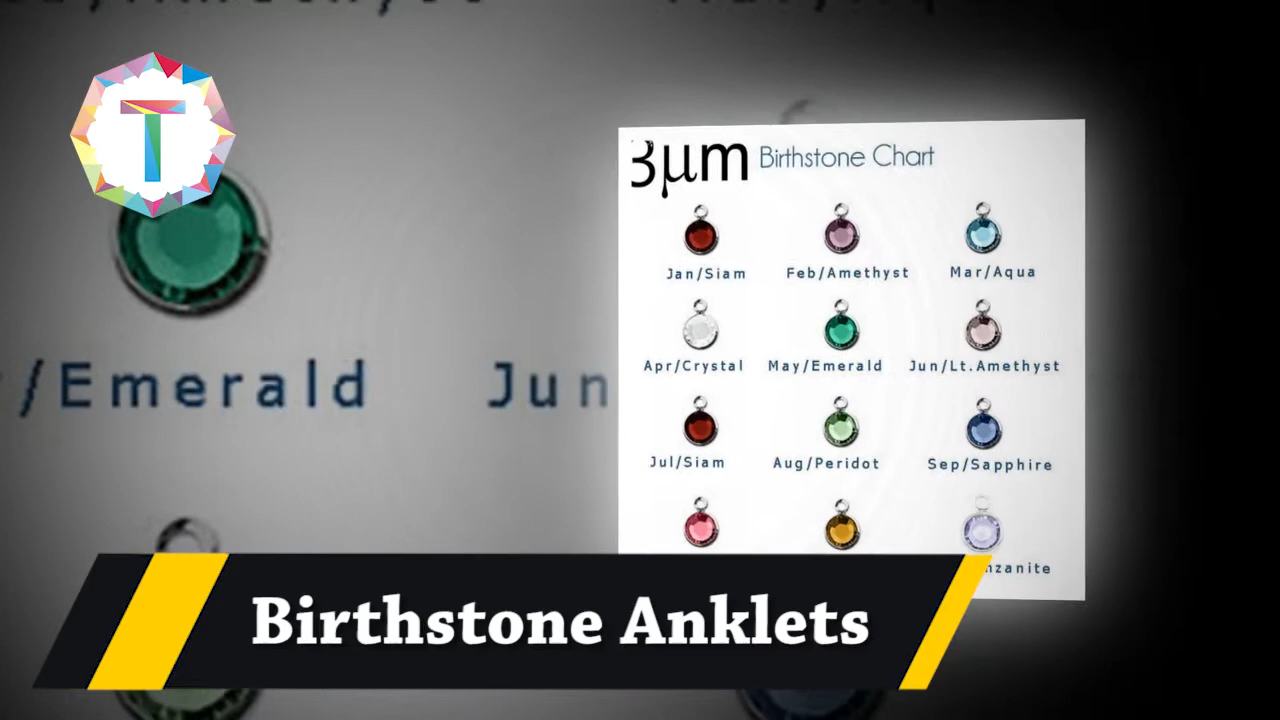 T
3µm Birthstone Chart
Jan/Siam Feb/Amethyst Mar/Aqua
Apr/Crystal May/Emerald Jun/Lt.Amethyst
Jul/Siam Aug/Peridot Sep/Sapphire
nzanite
/Emerald Jun
Birthstone Anklets